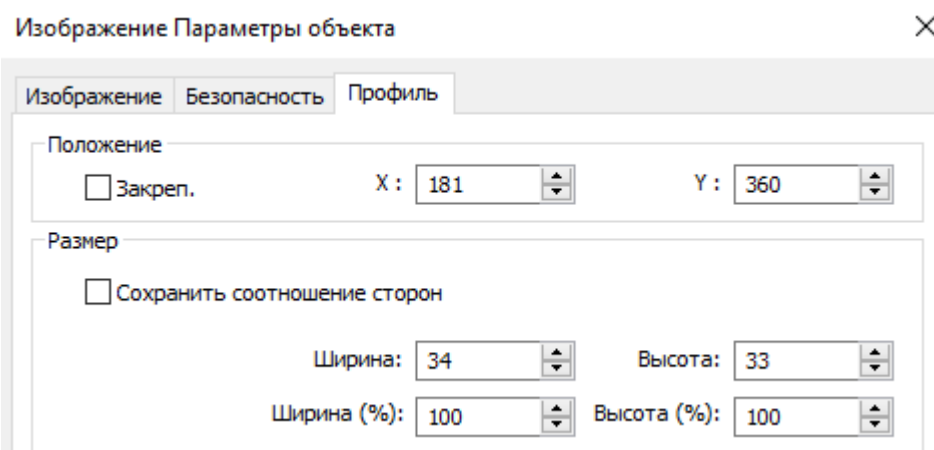 Изображение Параметры объекта
Изображение Безопасность Профиль
Положение
Закреп. X : 181 Y : 360
Размер
Сохранить соотношение сторон
Ширина: 34 Высота: 33
Ширина (%): 100 Высота (%): 100